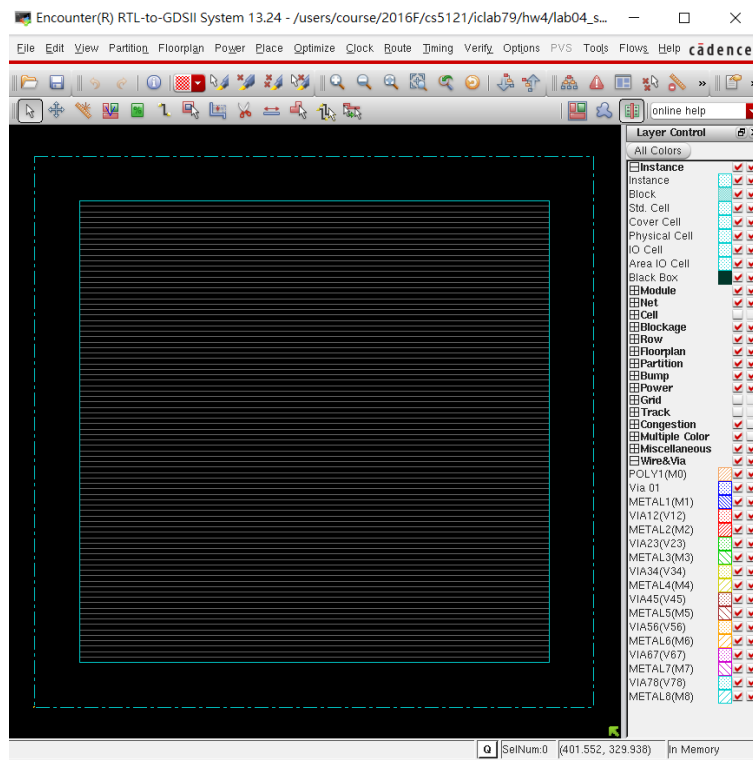 Encounter(R) RTL-to-GDSII System 13.24 - /users/course/2016F/cs5121/iclab79/hw4/lab04_s...
File Edit View Partition Floorplan Power Place Optimize Clock Route Timing Verify Options PVS Tools Flows Help cādence
»
online help
Layer Control
All Colors
Instance
Instance
Block
Std. Cell
Cover Cell
Physical Cell
IO Cell
Area IO Cell
Black Box
Module
Net
Cell
Blockage
Row
Floorplan
Partition
Bump
Power
Grid
Track
Congestion
Multiple Color
Miscellaneous
Wire&Via
POLY1(M0)
Via 01
METAL1(M1)
VIA12(V12)
METAL2(M2)
VIA23(V23)
METAL3(M3)
VIA34(V34)
METAL4(M4)
VIA45(V45)
METAL5(M5)
VIA56(V56)
METAL6(M6)
VIA67(V67)
METAL7(M7)
VIA78(V78)
METAL8(M8)
Q SelNum:0 (401.552, 329.938) In Memory